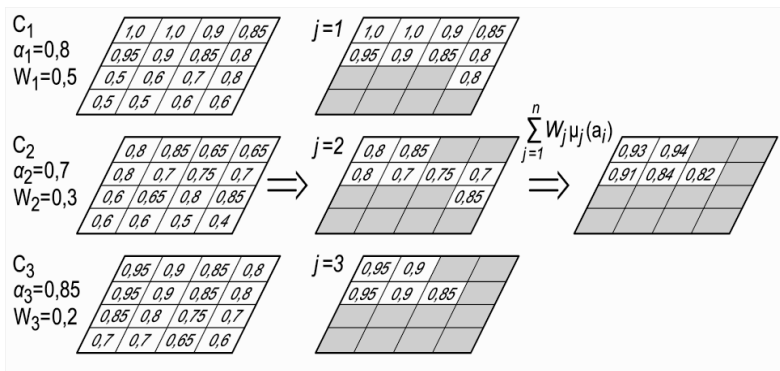 C₁
α₁=0,8
W₁=0,5
1,0 1,0 0,9 0,85
0,95 0,9 0,85 0,8
0,5 0,6 0,7 0,8
0,5 0,5 0,6 0,6
j=1
1,0 1,0 0,9 0,85
0,95 0,9 0,85 0,8
0,8
C₂
α₂=0,7
W₂=0,3
0,8 0,85 0,65 0,65
0,8 0,7 0,75 0,7
0,6 0,65 0,8 0,85
0,6 0,6 0,5 0,4
⇒
j=2
0,8 0,85
0,8 0,7 0,75 0,7
0,85
n
∑ Wⱼμⱼ(aᵢ)
j=1
⇒
0,93 0,94
0,91 0,84 0,82
C₃
α₃=0,85
W₃=0,2
0,95 0,9 0,85 0,8
0,95 0,9 0,85 0,8
0,85 0,8 0,75 0,7
0,7 0,7 0,65 0,6
j=3
0,95 0,9
0,95 0,9 0,85